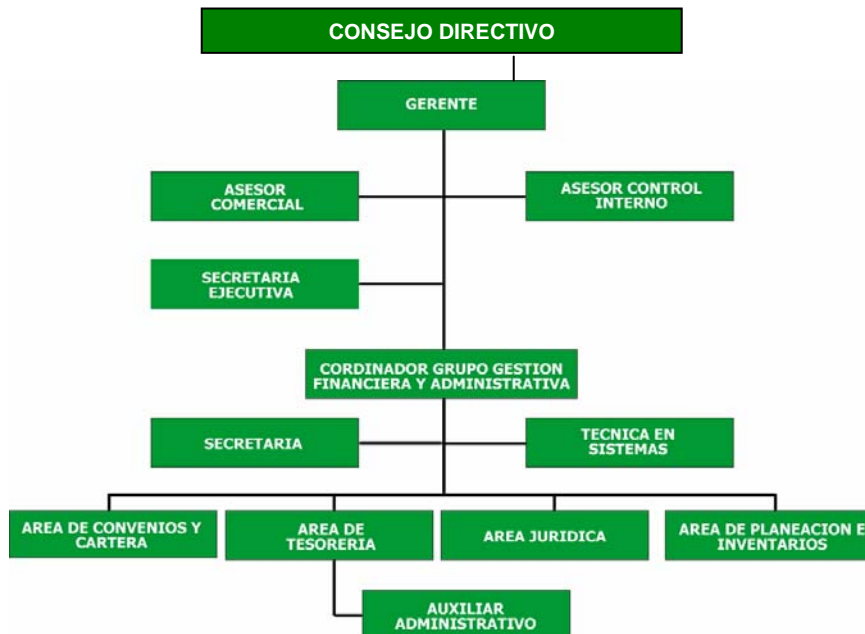 CONSEJO DIRECTIVO
GERENTE
ASESOR
COMERCIAL
ASESOR CONTROL
INTERNO
SECRETARIA
EJECUTIVA
CORDINADOR GRUPO GESTION
FINANCIERA Y ADMINISTRATIVA
SECRETARIA
TECNICA EN
SISTEMAS
AREA DE CONVENIOS Y
CARTERA
AREA DE
TESORERIA
AREA JURIDICA
AREA DE PLANEACION E
INVENTARIOS
AUXILIAR
ADMINISTRATIVO